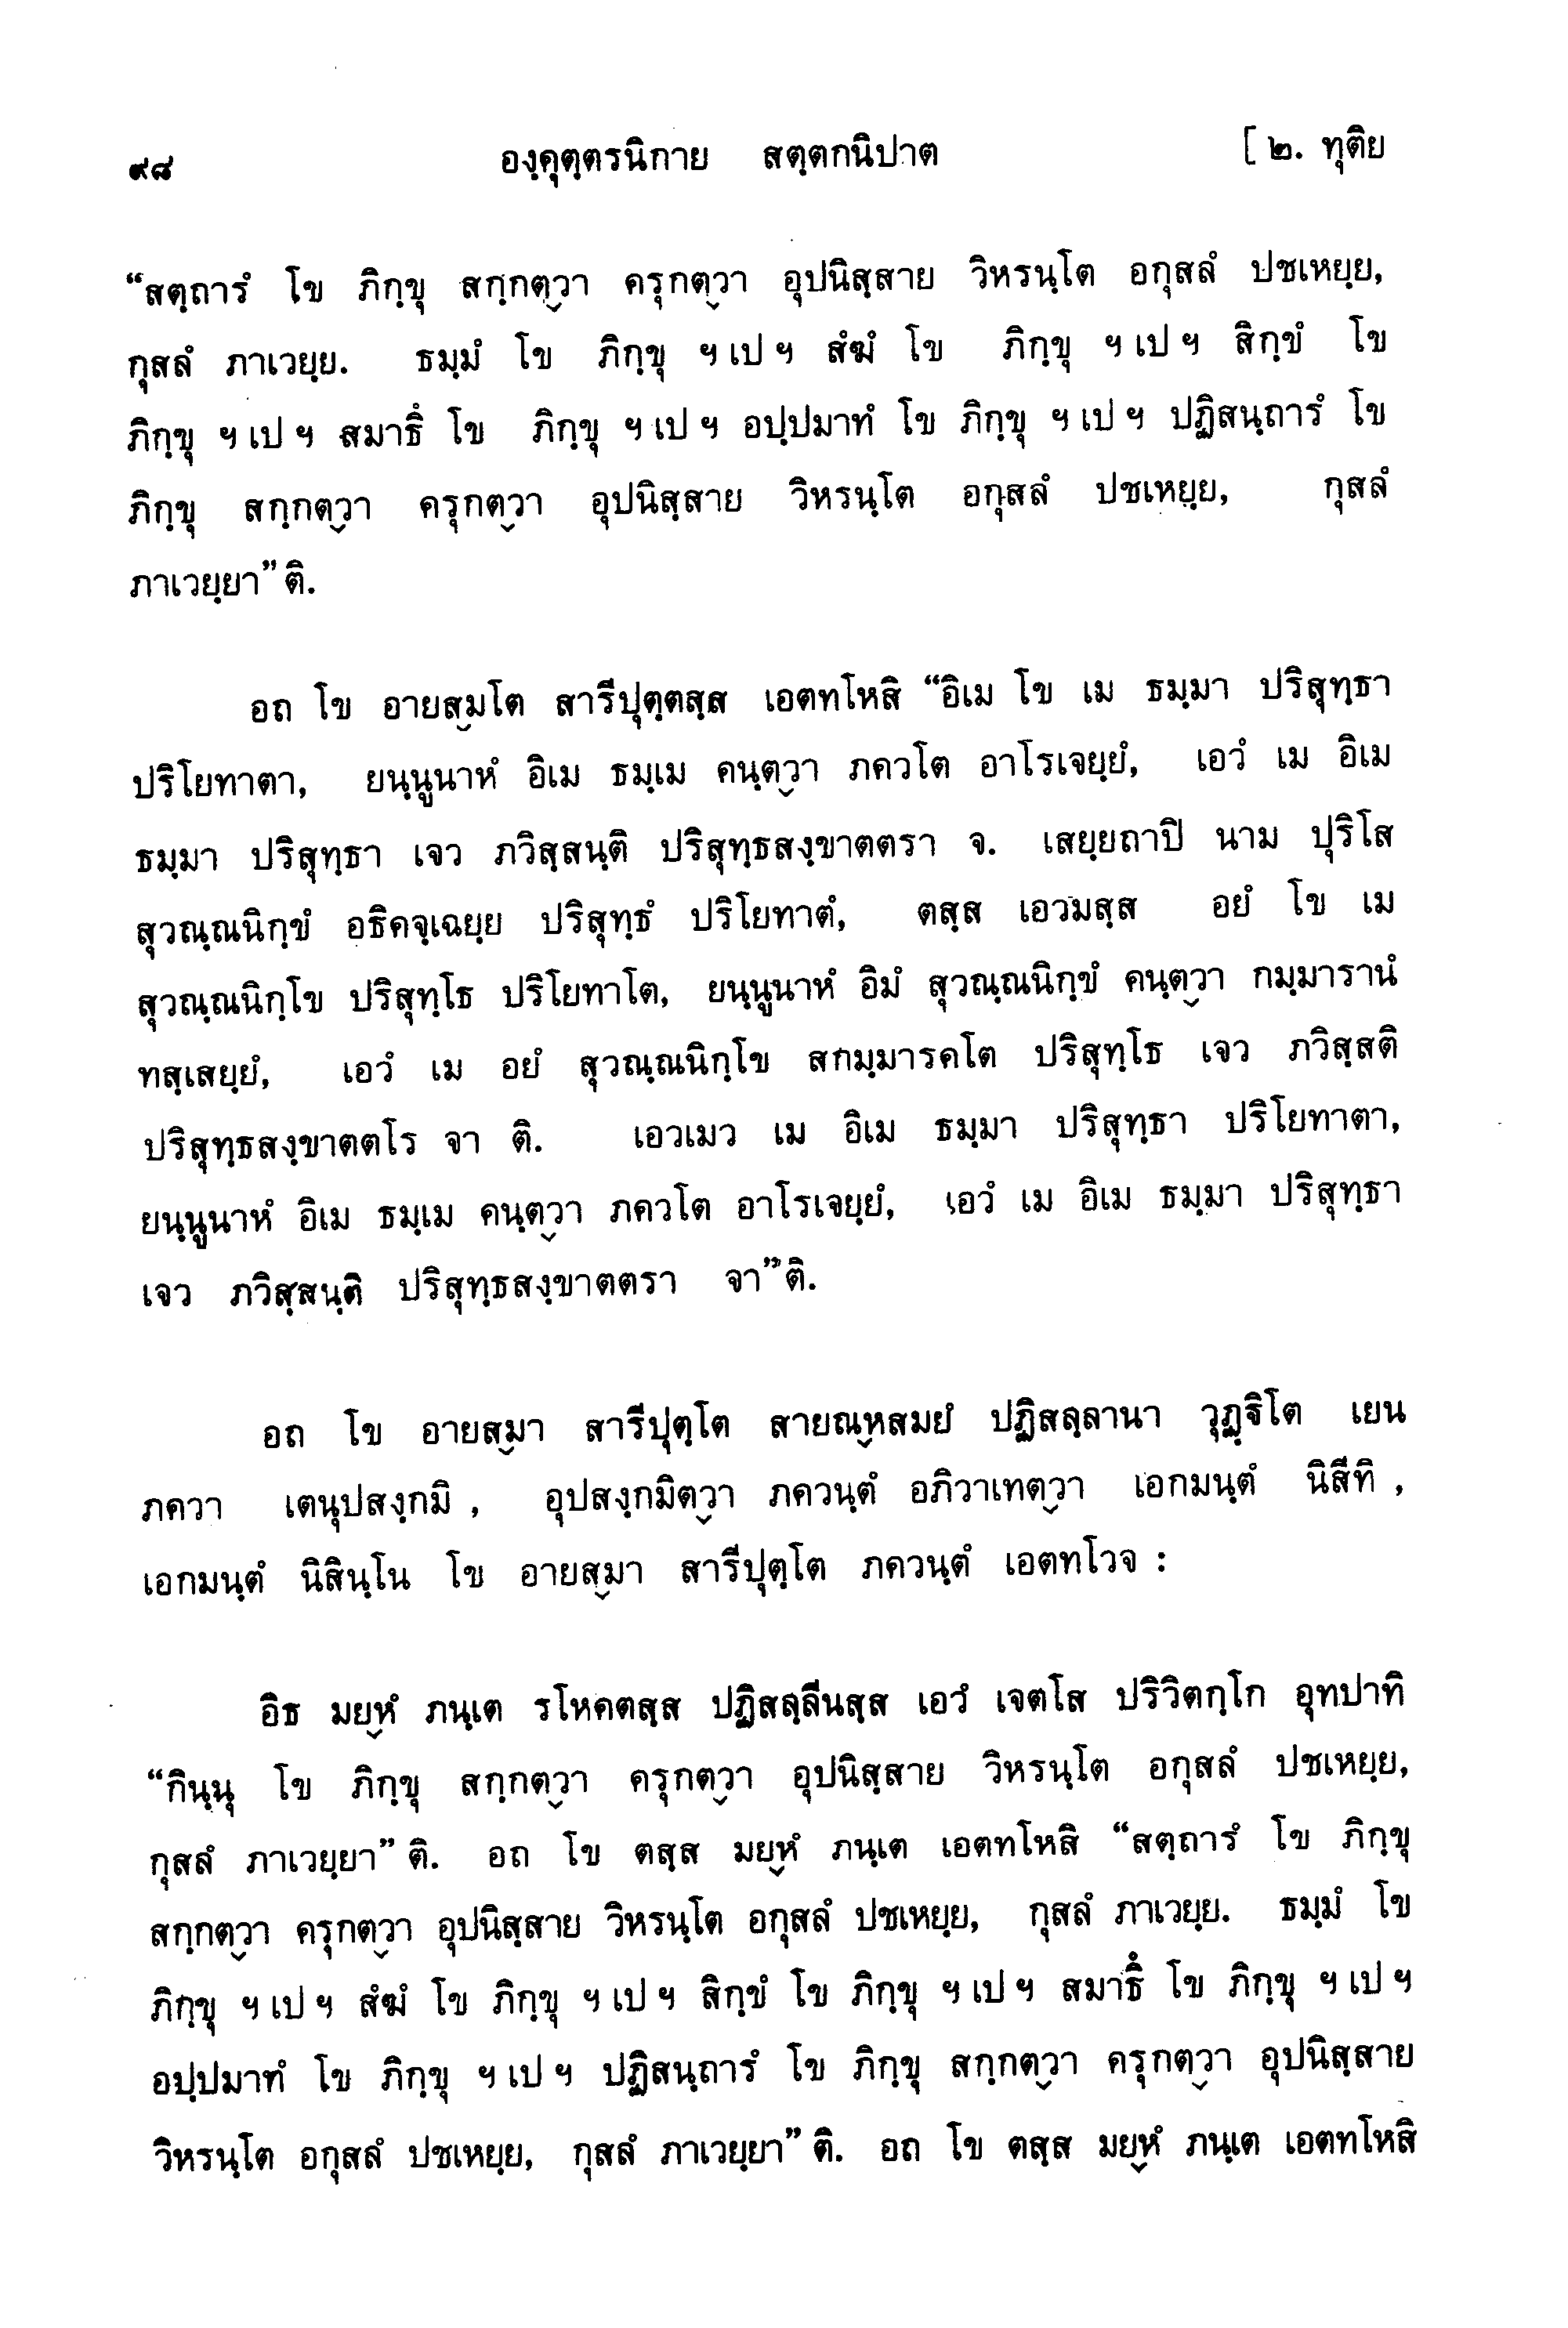 ๙๘ องฺคุตฺตรนิกาย สตฺตกนิปาต [ ๒. ทุติย
“สตฺถารํ โข ภิกฺขุ สกฺกตฺวา ครุกตฺวา อุปนิสฺสาย วิหรนฺโต อกุสลํ ปชเหยฺย,
กุสลํ ภาเวยฺย. ธมฺมํ โข ภิกฺขุ ฯ เป ฯ สํฆํ โข ภิกฺขุ ฯ เป ฯ สิกฺขํ โข
ภิกฺขุ ฯ เป ฯ สมาธึ โข ภิกฺขุ ฯ เป ฯ อปฺปมาทํ โข ภิกฺขุ ฯ เป ฯ ปฏิสนฺถารํ โข
ภิกฺขุ สกฺกตฺวา ครุกตฺวา อุปนิสฺสาย วิหรนฺโต อกุสลํ ปชเหยฺย, กุสลํ
ภาเวยฺยา” ติ.
อถ โข อายสฺมโต สารีปุตฺตสฺส เอตทโหสิ “อิเม โข เม ธมฺมา ปริสุทฺธา
ปริโยทาตา, ยนฺนูนาหํ อิเม ธมฺเม คนฺตฺวา ภควโต อาโรเจยฺยํ, เอวํ เม อิเม
ธมฺมา ปริสุทฺธา เจว ภวิสฺสนฺติ ปริสุทฺธสงฺขาตตรา จ. เสยฺยถาปิ นาม ปุริโส
สุวณฺณนิกฺขํ อธิคจฺเฉยฺย ปริสุทฺธํ ปริโยทาตํ, ตสฺส เอวมสฺส อยํ โข เม
สุวณฺณนิกฺโข ปริสุทฺโธ ปริโยทาโต, ยนฺนูนาหํ อิมํ สุวณฺณนิกฺขํ คนฺตฺวา กมฺมารานํ
ทสฺเสยฺยํ, เอวํ เม อยํ สุวณฺณนิกฺโข สกมฺมารคโต ปริสุทฺโธ เจว ภวิสฺสติ
ปริสุทฺธสงฺขาตตโร จา ติ. เอวเมว เม อิเม ธมฺมา ปริสุทฺธา ปริโยทาตา,
ยนฺนูนาหํ อิเม ธมฺเม คนฺตฺวา ภควโต อาโรเจยฺยํ, เอวํ เม อิเม ธมฺมา ปริสุทฺธา
เจว ภวิสฺสนฺติ ปริสุทฺธสงฺขาตตรา จา” ติ.
อถ โข อายสฺมา สารีปุตฺโต สายณฺหสมยํ ปฏิสลฺลานา วุฏฺฐิโต เยน
ภควา เตนุปสงฺกมิ , อุปสงฺกมิตฺวา ภควนฺตํ อภิวาเทตฺวา เอกมนฺตํ นิสีทิ ,
เอกมนฺตํ นิสินฺโน โข อายสฺมา สารีปุตฺโต ภควนฺตํ เอตทโวจ :
อิธ มยฺหํ ภนฺเต รโหคตสฺส ปฏิสลฺลีนสฺส เอวํ เจตโส ปริวิตกฺโก อุทปาทิ
“กินฺนุ โข ภิกฺขุ สกฺกตฺวา ครุกตฺวา อุปนิสฺสาย วิหรนฺโต อกุสลํ ปชเหยฺย,
กุสลํ ภาเวยฺยา” ติ. อถ โข ตสฺส มยฺหํ ภนฺเต เอตทโหสิ “สตฺถารํ โข ภิกฺขุ
สกฺกตฺวา ครุกตฺวา อุปนิสฺสาย วิหรนฺโต อกุสลํ ปชเหยฺย, กุสลํ ภาเวยฺย. ธมฺมํ โข
ภิกฺขุ ฯ เป ฯ สํฆํ โข ภิกฺขุ ฯ เป ฯ สิกฺขํ โข ภิกฺขุ ฯ เป ฯ สมาธึ โข ภิกฺขุ ฯ เป ฯ
อปฺปมาทํ โข ภิกฺขุ ฯ เป ฯ ปฏิสนฺถารํ โข ภิกฺขุ สกฺกตฺวา ครุกตฺวา อุปนิสฺสาย
วิหรนฺโต อกุสลํ ปชเหยฺย, กุสลํ ภาเวยฺยา” ติ. อถ โข ตสฺส มยฺหํ ภนฺเต เอตทโหสิ